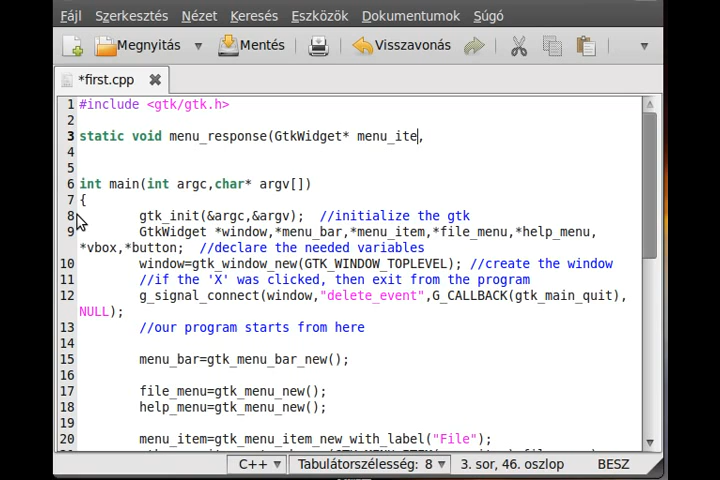 Fájl Szerkesztés Nézet Keresés Eszközök Dokumentumok Súgó
Megnyitás Mentés Visszavonás
*first.cpp
1 #include <gtk/gtk.h>
2
3 static void menu_response(GtkWidget* menu_ite,
4
5
6 int main(int argc,char* argv[])
7 {
8 gtk_init(&argc,&argv); //initialize the gtk
9 GtkWidget *window,*menu_bar,*menu_item,*file_menu,*help_menu,
*vbox,*button; //declare the needed variables
10 window=gtk_window_new(GTK_WINDOW_TOPLEVEL); //create the window
11 //if the 'X' was clicked, then exit from the program
12 g_signal_connect(window,"delete_event",G_CALLBACK(gtk_main_quit),
NULL);
13 //our program starts from here
14
15 menu_bar=gtk_menu_bar_new();
16
17 file_menu=gtk_menu_new();
18 help_menu=gtk_menu_new();
19
20 menu_item=gtk_menu_item_new_with_label("File");
C++ Tabulátorszélesség: 8 3. sor, 46. oszlop BESZ